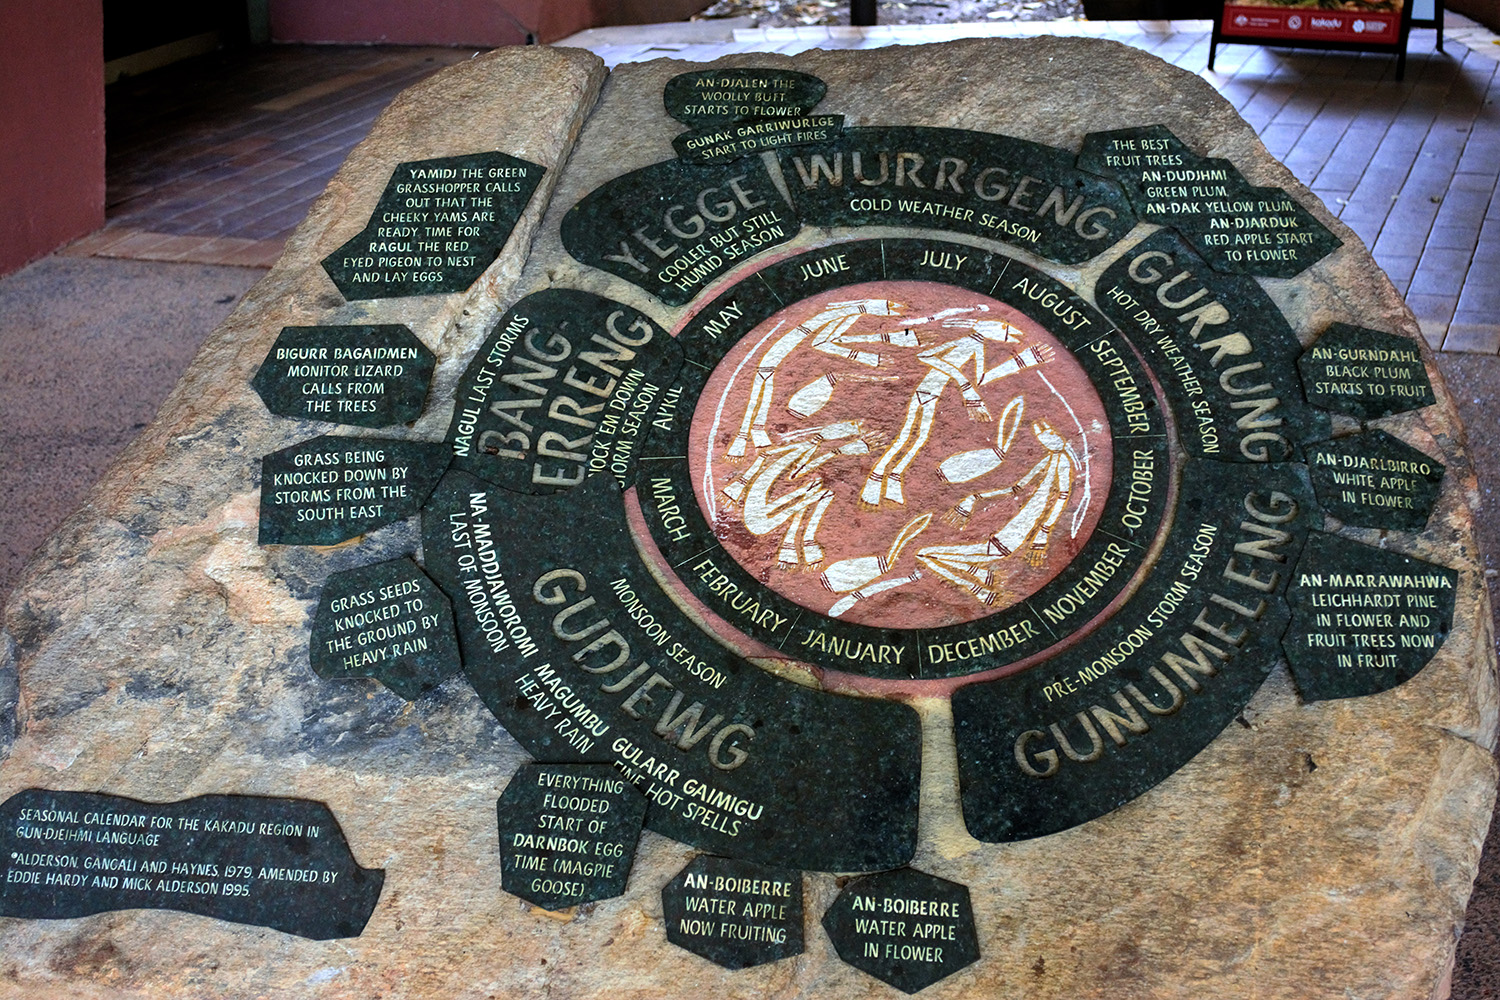 AN-DJALEN THE
WOOLLY BUTT
STARTS TO FLOWER
GUNAK GARRIWURLGE
START TO LIGHT FIRES
YEGGE
COOLER BUT STILL
HUMID SEASON
WURRGENG
COLD WEATHER SEASON
THE BEST
FRUIT TREES
AN-DUDJHMI
GREEN PLUM,
AN-DAK YELLOW PLUM,
AN-DJARDUK
RED APPLE START
TO FLOWER
GURRUNG
HOT DRY WEATHER SEASON
AN-GURNDAHL
BLACK PLUM
STARTS TO FRUIT
AN-DJARLBIRRO
WHITE APPLE
IN FLOWER
AN-MARRAWAHWA
LEICHHARDT PINE
IN FLOWER AND
FRUIT TREES NOW
IN FRUIT
GUNUMELENG
PRE-MONSOON STORM SEASON
AN-BOIBERRE
WATER APPLE
IN FLOWER
AN-BOIBERRE
WATER APPLE
NOW FRUITING
EVERYTHING
FLOODED
START OF
DARNBOK EGG
TIME (MAGPIE
GOOSE)
GUDJEWG
MONSOON SEASON
GULARR GAIMIGU
FINE HOT SPELLS
MAGUMBU
HEAVY RAIN
NA-MADDJAWOROMI
LAST OF MONSOON
GRASS SEEDS
KNOCKED TO
THE GROUND BY
HEAVY RAIN
GRASS BEING
KNOCKED DOWN BY
STORMS FROM THE
SOUTH EAST
BIGURR BAGAIDMEN
MONITOR LIZARD
CALLS FROM
THE TREES
BANG-
ERRENG
NAGUL LAST STORMS
'EM DOWN
STORM SEASON
YAMIDJ THE GREEN
GRASSHOPPER CALLS
OUT THAT THE
CHEEKY YAMS ARE
READY. TIME FOR
RAGUL THE RED
EYED PIGEON TO NEST
AND LAY EGGS
JANUARY
FEBRUARY
MARCH
MAY
JUNE
JULY
AUGUST
SEPTEMBER
OCTOBER
NOVEMBER
DECEMBER
SEASONAL CALENDAR FOR THE KAKADU REGION IN
GUN-DJEIHMI LANGUAGE
*ALDERSON, GANGALI AND HAYNES, 1979, AMENDED BY
EDDIE HARDY AND MICK ALDERSON 1995.
kakadu